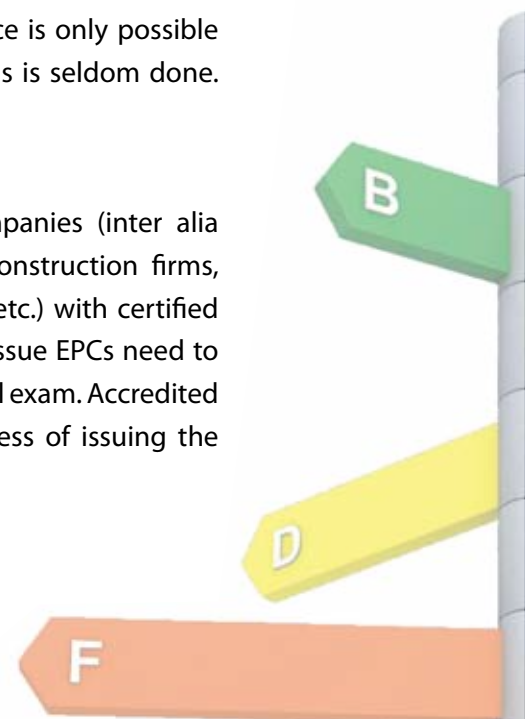 ce is only possible
s is seldom done.
npanies (inter alia
onstruction firms,
etc.) with certified
ssue EPCs need to
l exam. Accredited
ess of issuing the
B
D
F